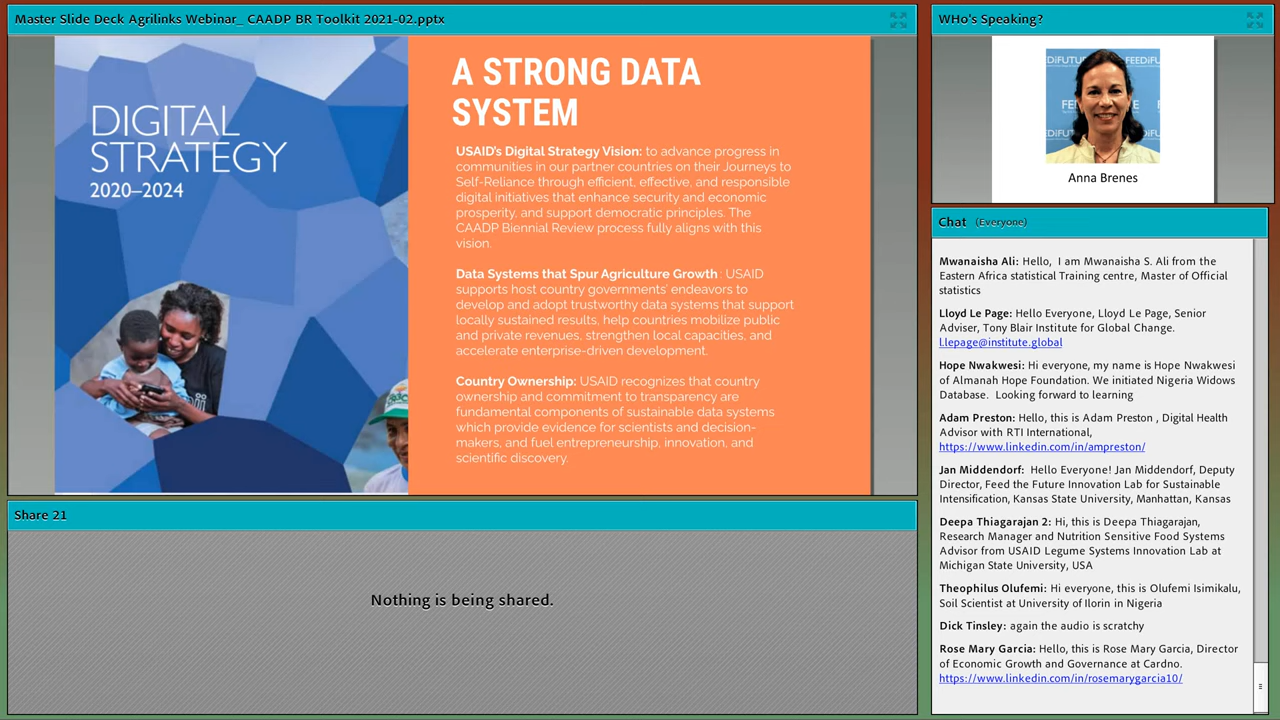 Master Slide Deck Agrilinks Webinar_ CAADP BR Toolkit 2021-02.pptx
DIGITAL
STRATEGY
2020–2024
A STRONG DATA
SYSTEM
USAID's Digital Strategy Vision: to advance progress in
communities in our partner countries on their Journeys to
Self-Reliance through efficient, effective, and responsible
digital initiatives that enhance security and economic
prosperity, and support democratic principles. The
CAADP Biennial Review process fully aligns with this
vision.
Data Systems that Spur Agriculture Growth : USAID
supports host country governments' endeavors to
develop and adopt trustworthy data systems that support
locally sustained results, help countries mobilize public
and private revenues, strengthen local capacities, and
accelerate enterprise-driven development.
Country Ownership: USAID recognizes that country
ownership and commitment to transparency are
fundamental components of sustainable data systems
which provide evidence for scientists and decision-
makers, and fuel entrepreneurship, innovation, and
scientific discovery.
Share 21
Nothing is being shared.
WHo's Speaking?
Anna Brenes
Chat (Everyone)
Mwanaisha Ali: Hello, I am Mwanaisha S. Ali from the
Eastern Africa statistical Training centre, Master of Official
statistics
Lloyd Le Page: Hello Everyone, Lloyd Le Page, Senior
Adviser, Tony Blair Institute for Global Change.
l.lepage@institute.global
Hope Nwakwesi: Hi everyone, my name is Hope Nwakwesi
of Almanah Hope Foundation. We initiated Nigeria Widows
Database. Looking forward to learning
Adam Preston: Hello, this is Adam Preston , Digital Health
Advisor with RTI International,
https://www.linkedin.com/in/ampreston/
Jan Middendorf: Hello Everyone! Jan Middendorf, Deputy
Director, Feed the Future Innovation Lab for Sustainable
Intensification, Kansas State University, Manhattan, Kansas
Deepa Thiagarajan 2: Hi, this is Deepa Thiagarajan,
Research Manager and Nutrition Sensitive Food Systems
Advisor from USAID Legume Systems Innovation Lab at
Michigan State University, USA
Theophilus Olufemi: Hi everyone, this is Olufemi Isimikalu,
Soil Scientist at University of Ilorin in Nigeria
Dick Tinsley: again the audio is scratchy
Rose Mary Garcia: Hello, this is Rose Mary Garcia, Director
of Economic Growth and Governance at Cardno.
https://www.linkedin.com/in/rosemarygarcia10/